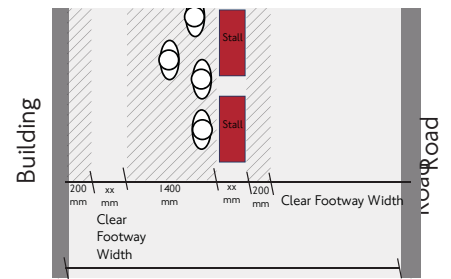 Stall
Stall
Building
Road
Road
200
mm
xx
mm
1400
mm
xx
mm
200
mm
Clear Footway Width
Clear
Footway
Width